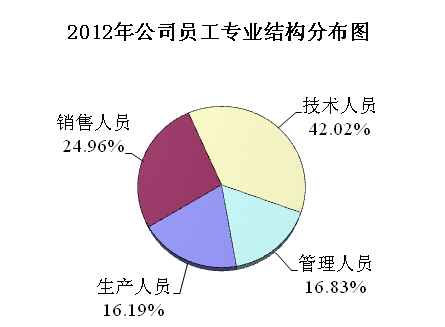 2012年公司员工专业结构分布图
技术人员
42.02%
销售人员
24.96%
管理人员
16.83%
生产人员
16.19%